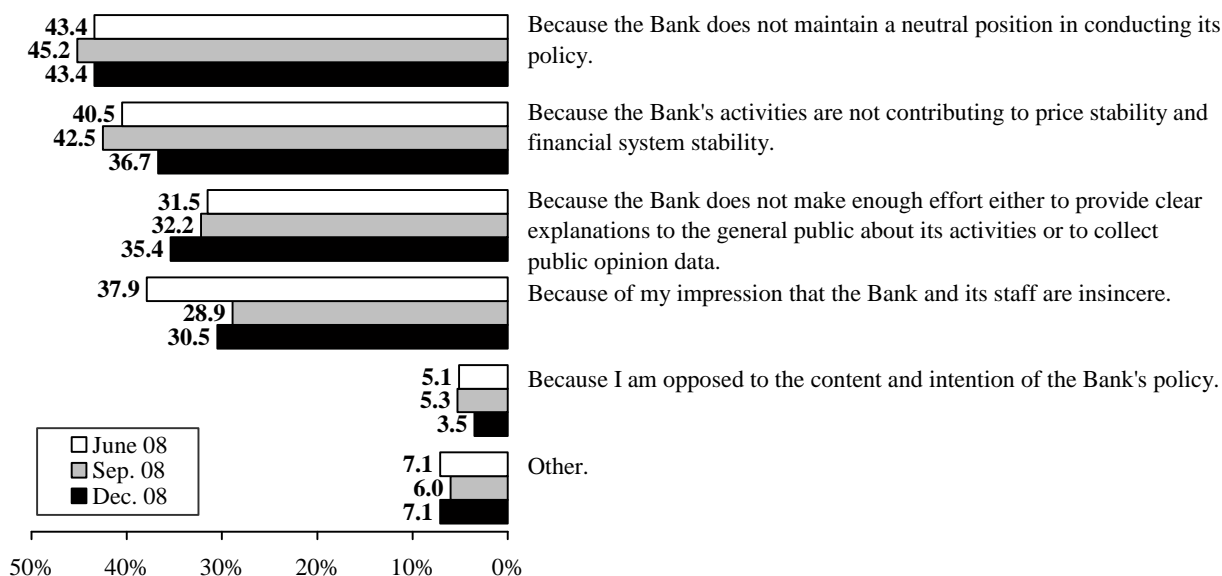 43.4
45.2
43.4
Because the Bank does not maintain a neutral position in conducting its
policy.
40.5
42.5
36.7
Because the Bank's activities are not contributing to price stability and
financial system stability.
31.5
32.2
35.4
Because the Bank does not make enough effort either to provide clear
explanations to the general public about its activities or to collect
public opinion data.
37.9
28.9
30.5
Because of my impression that the Bank and its staff are insincere.
5.1
5.3
3.5
Because I am opposed to the content and intention of the Bank's policy.
7.1
6.0
7.1
Other.
June 08
Sep. 08
Dec. 08
50% 40% 30% 20% 10% 0%